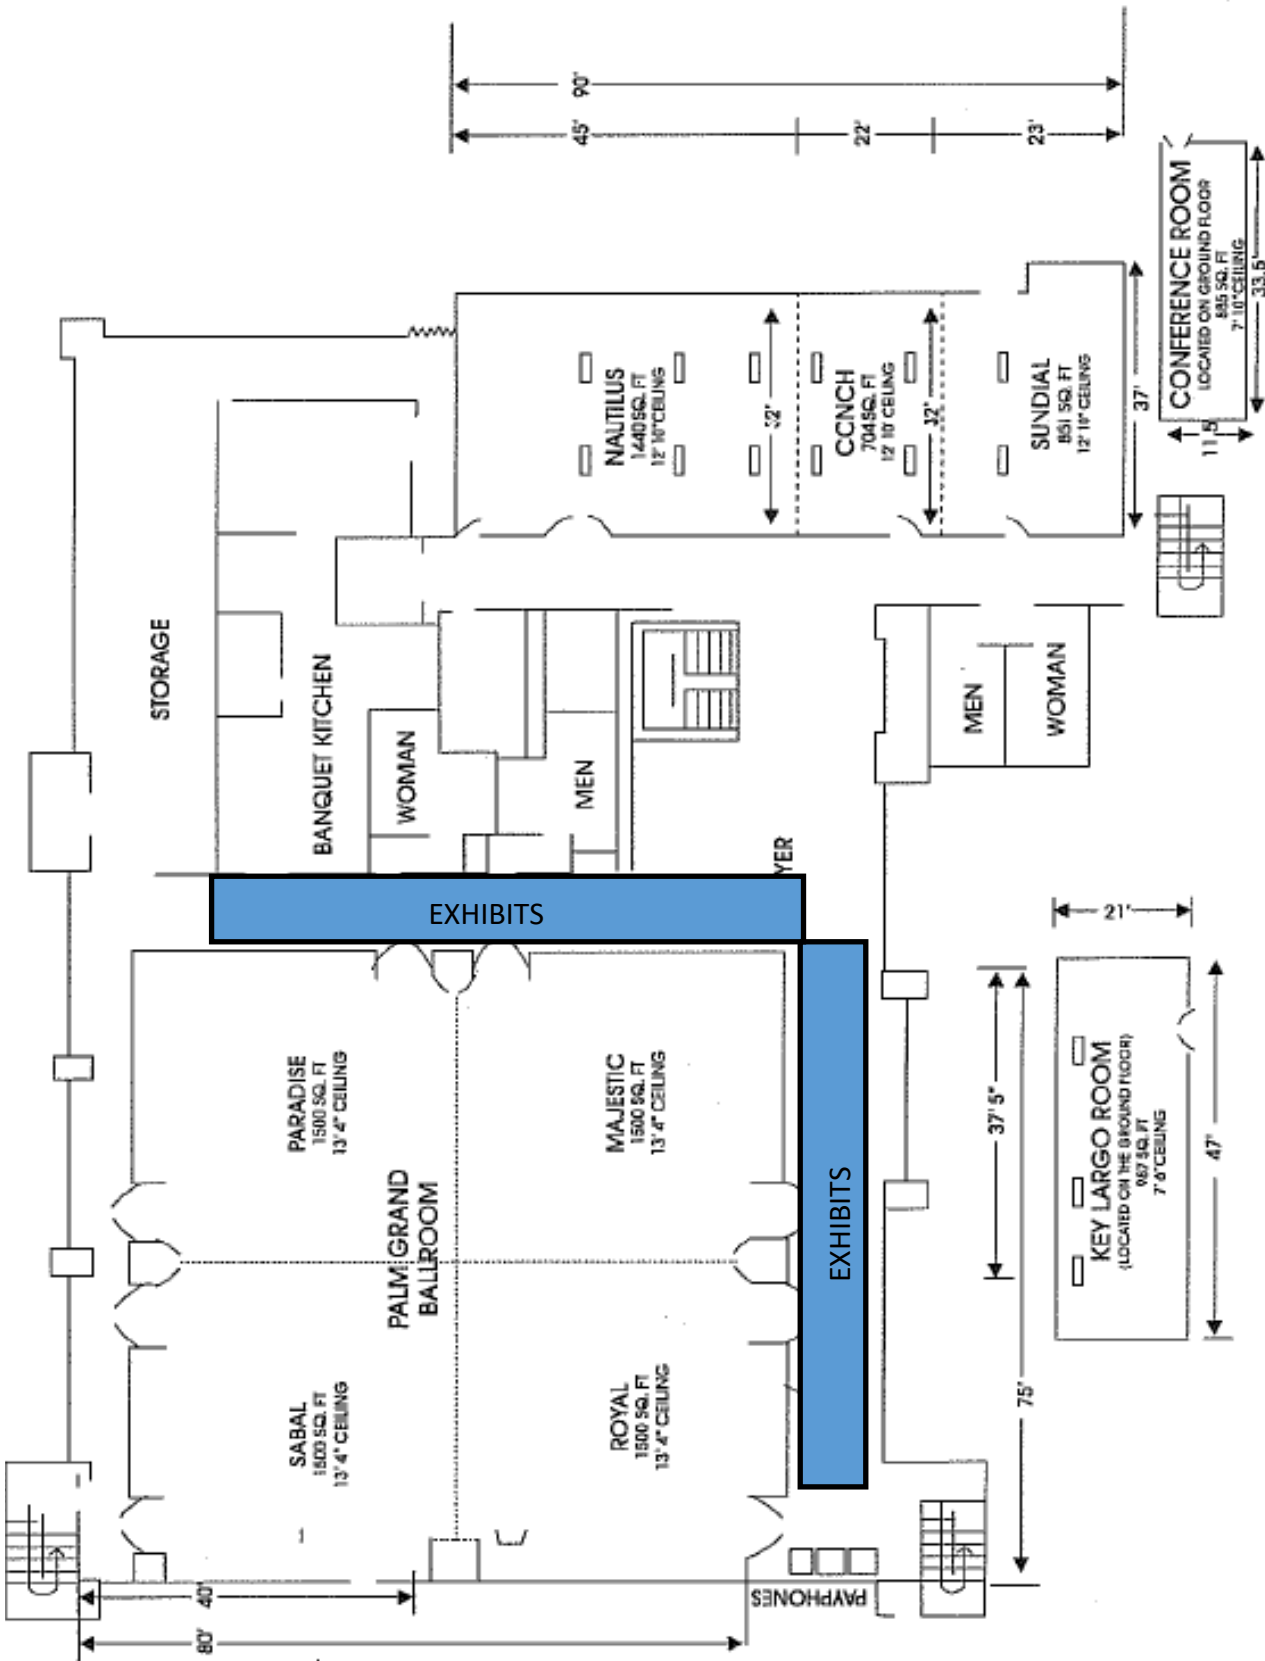 90'
45'
22'
23'
CONFERENCE ROOM
LOCATED ON GROUND FLOOR
7' 10" CEILING
33.5'
11.5'
NAUTILUS
1440 SQ. FT
12' 10" CEILING
32'
CCNCH
704 SQ. FT
12' 10' CEILING
32'
SUNDIAL
851 SQ. FT
12' 10" CEILING
37'
STORAGE
BANQUET KITCHEN
WOMAN
MEN
MEN
WOMAN
YER
EXHIBITS
EXHIBITS
PARADISE
1500 SQ. FT
13' 4" CEILING
MAJESTIC
1500 SQ. FT
13' 4" CEILING
PALM GRAND
BALLROOM
SABAL
1500 SQ. FT
13' 4" CEILING
ROYAL
1500 SQ. FT
13' 4" CEILING
21'
KEY LARGO ROOM
(LOCATED ON THE GROUND FLOOR)
987 SQ. FT
7' 6" CEILING
47'
37' 5"
75'
PAYPHONES
40'
80'